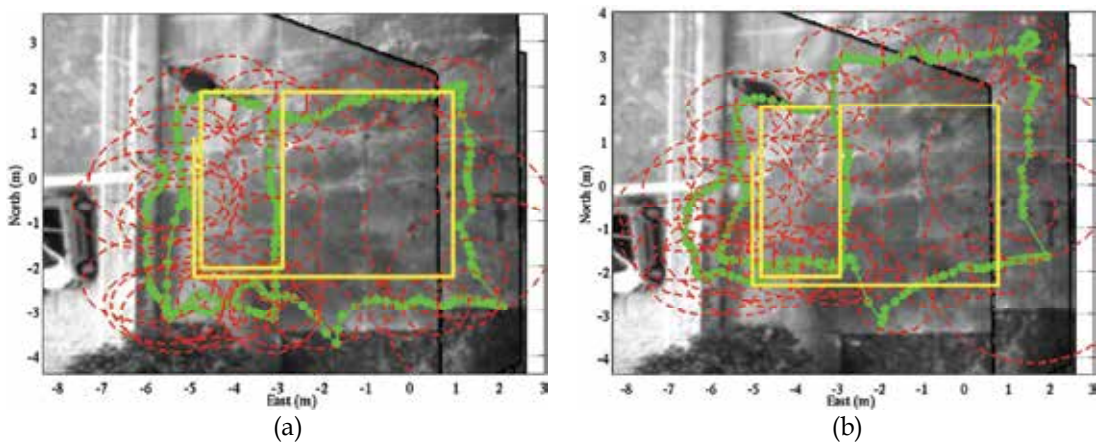 3 2 1 0 -1 -2 -3 -4
North (m)
-8 -7 -6 -5 -4 -3 -2 -1 0 1 2 3
East (m)
(a)
4 3 2 1 0 -1 -2 -3 -4
North (m)
-8 -7 -6 -5 -4 -3 -2 -1 0 1 2 3
East (m)
(b)